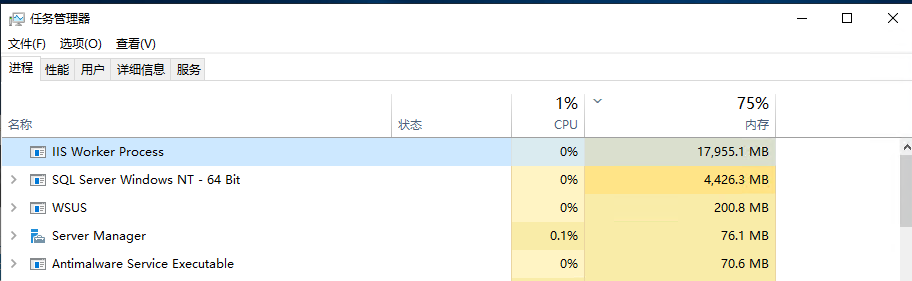 任务管理器
文件(F) 选项(O) 查看(V)
进程 性能 用户 详细信息 服务
1% 75%
名称 状态 CPU 内存
IIS Worker Process 0% 17,955.1 MB
SQL Server Windows NT - 64 Bit 0% 4,426.3 MB
WSUS 0% 200.8 MB
Server Manager 0.1% 76.1 MB
Antimalware Service Executable 0% 70.6 MB